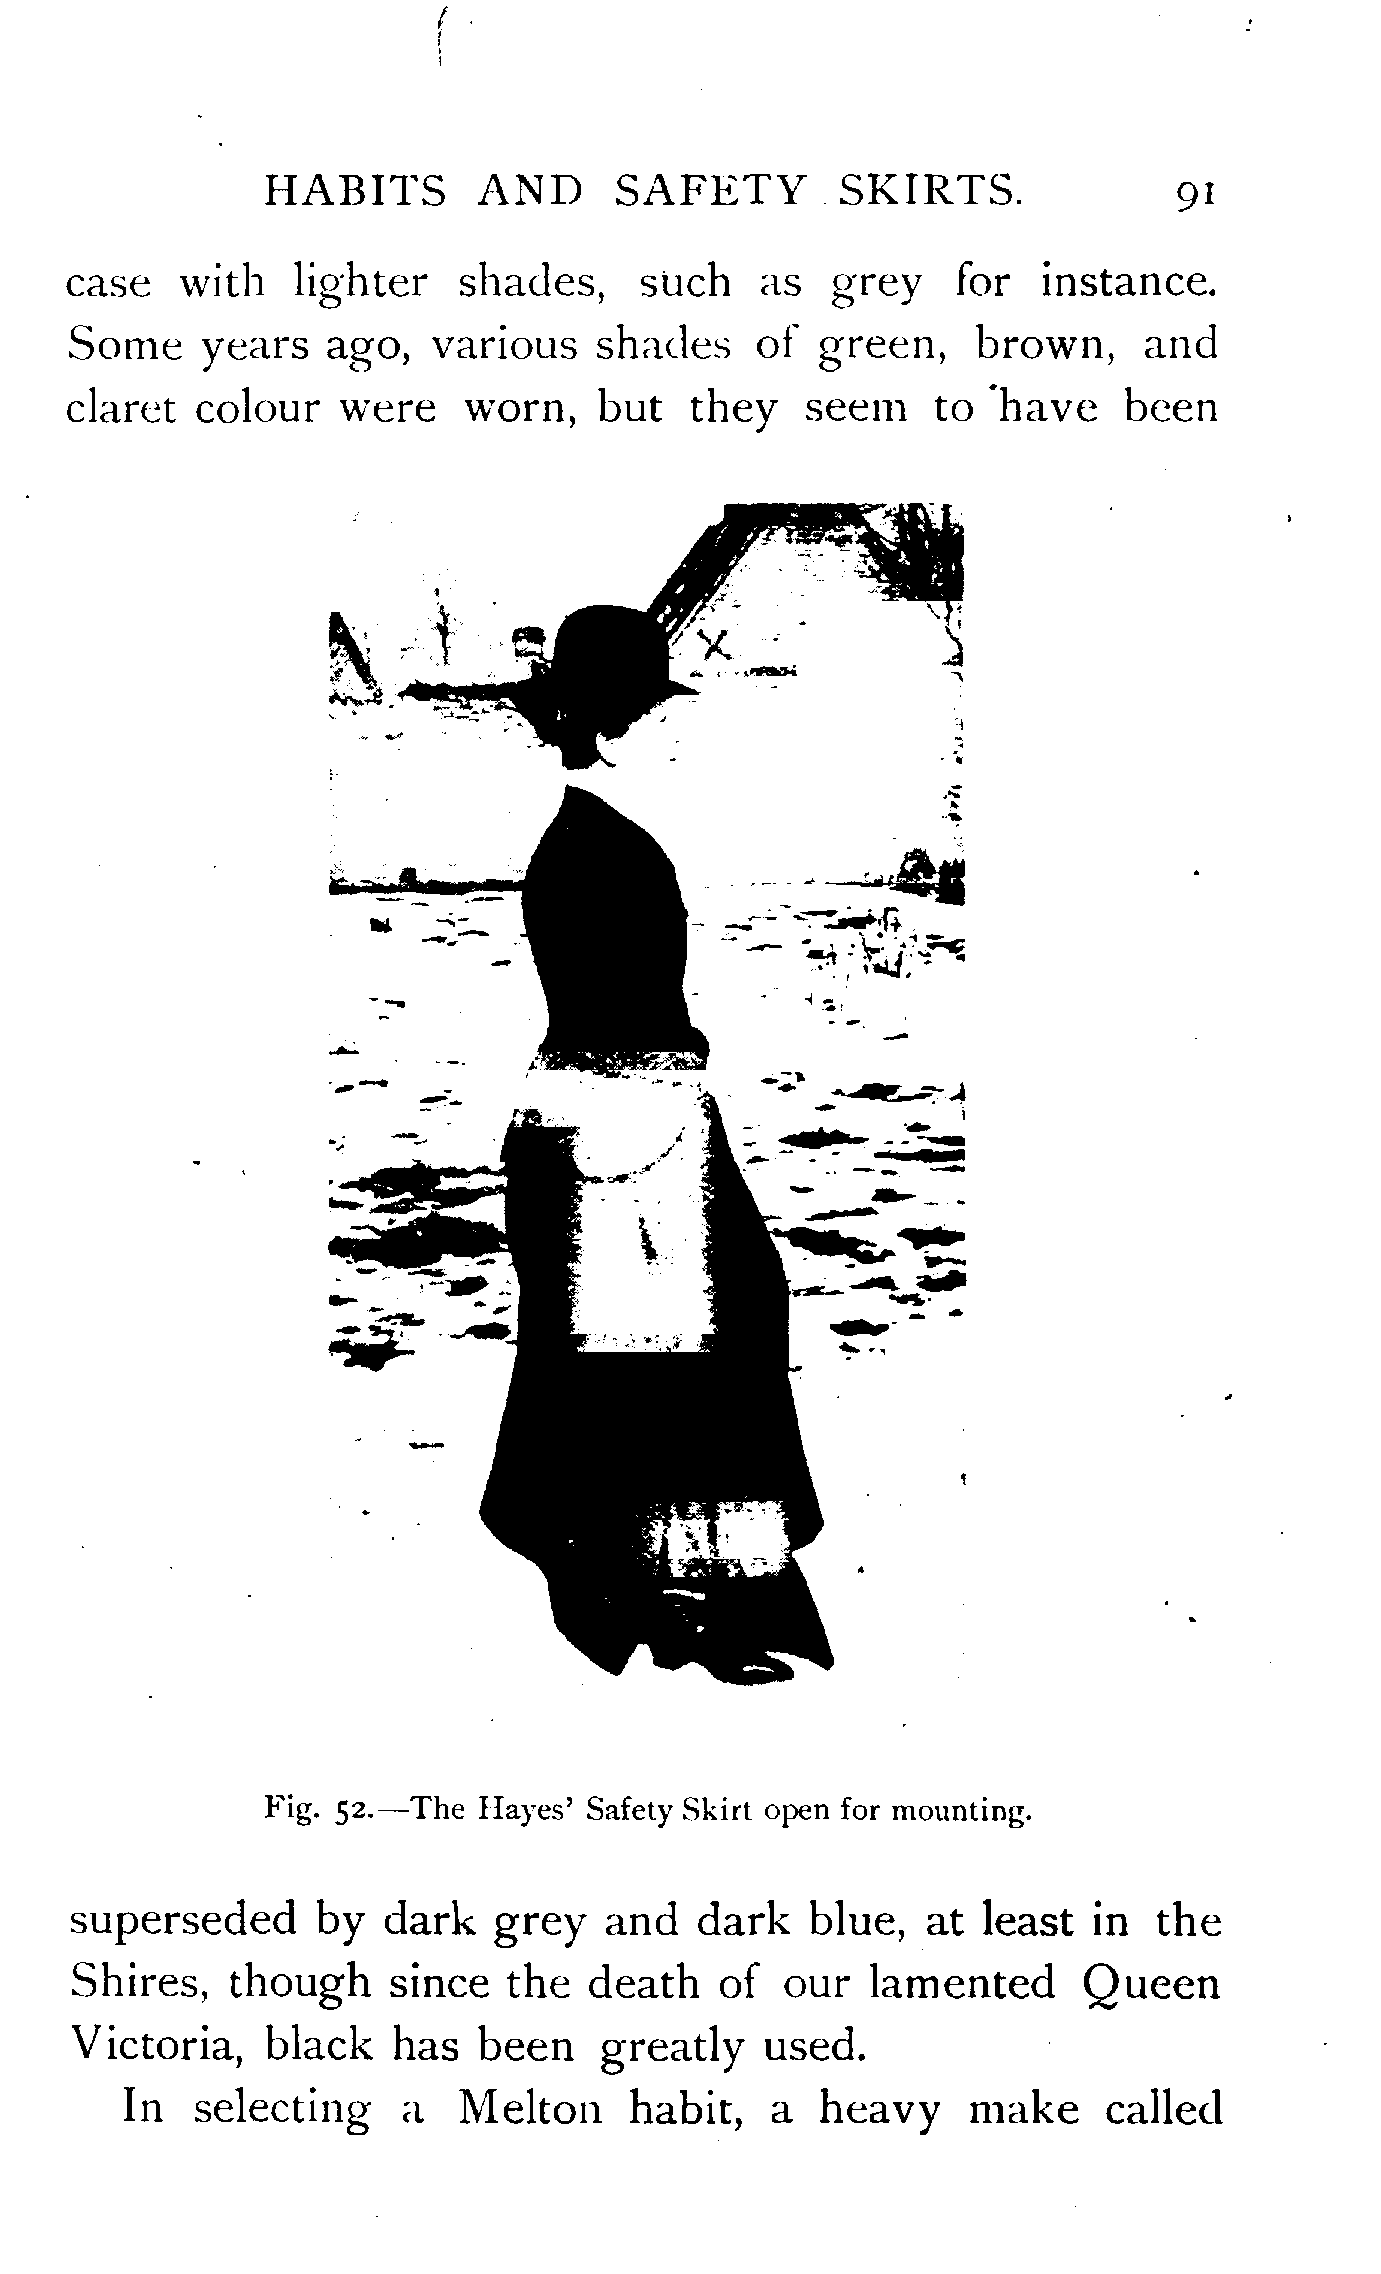 HABITS AND SAFETY SKIRTS. 91
case with lighter shades, such as grey for instance.
Some years ago, various shades of green, brown, and
claret colour were worn, but they seem to have been
Fig. 52.—The Hayes’ Safety Skirt open for mounting.
superseded by dark grey and dark blue, at least in the
Shires, though since the death of our lamented Queen
Victoria, black has been greatly used.
In selecting a Melton habit, a heavy make called